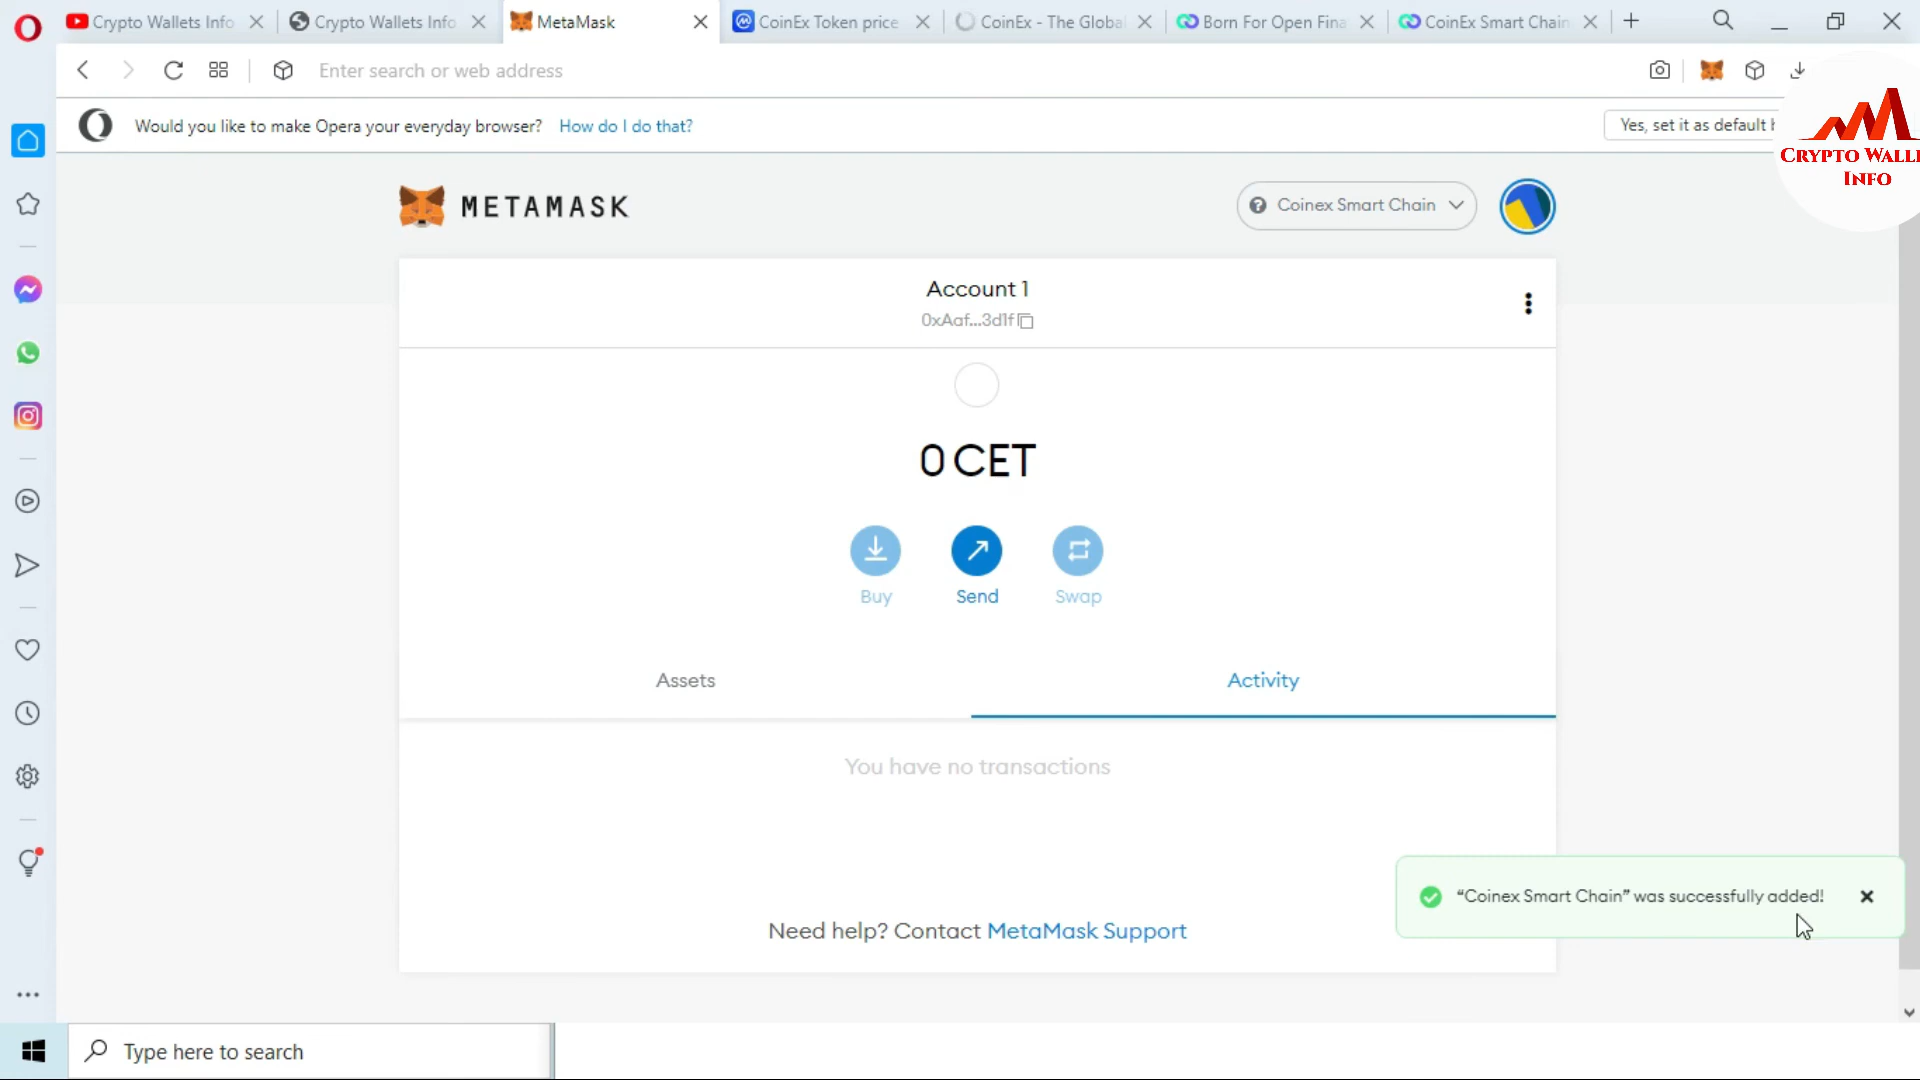 Crypto Wallets Info
Crypto Wallets Info
MetaMask
CoinEx Token price
CoinEx - The Global
Born For Open Fina
CoinEx Smart Chain
Enter search or web address
Would you like to make Opera your everyday browser? How do I do that?
Yes, set it as default b
CRYPTO WALLE
INFO
METAMASK
Coinex Smart Chain
Account 1
0xAaf...3d1f
0 CET
Buy
Send
Swap
Assets
Activity
You have no transactions
“Coinex Smart Chain” was successfully added!
Need help? Contact MetaMask Support
Type here to search